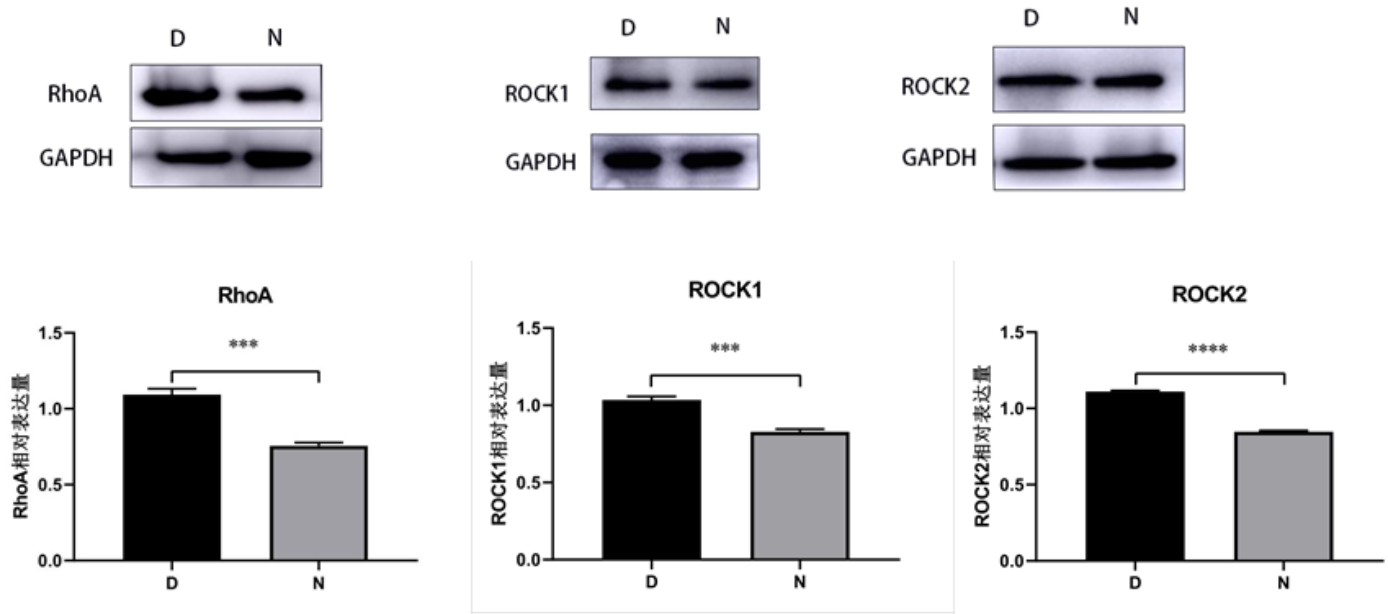 D N
RhoA
GAPDH
D N
ROCK1
GAPDH
D N
ROCK2
GAPDH
RhoA
***
RhoA相对表达量
1.5
1.0
0.5
0.0
D N
ROCK1
***
ROCK1相对表达量
1.5
1.0
0.5
0.0
D N
ROCK2
****
ROCK2相对表达量
1.5
1.0
0.5
0.0
D N